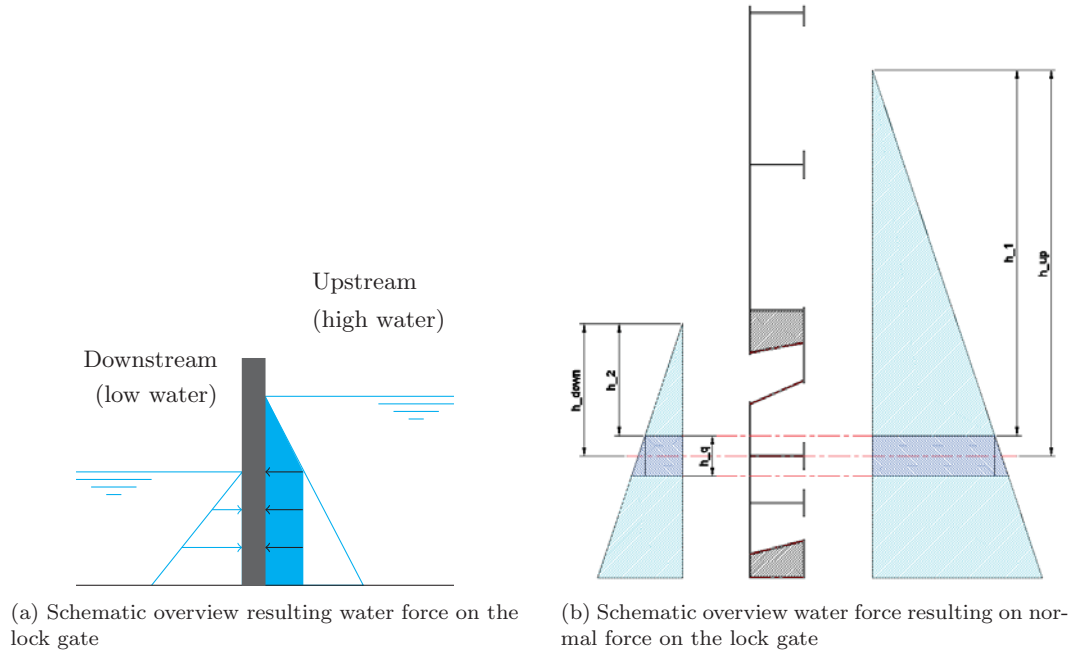 Upstream
(high water)
Downstream
(low water)
h_down
h_2
h_q
h_1
h_up
(a) Schematic overview resulting water force on the
lock gate
(b) Schematic overview water force resulting on nor-
mal force on the lock gate